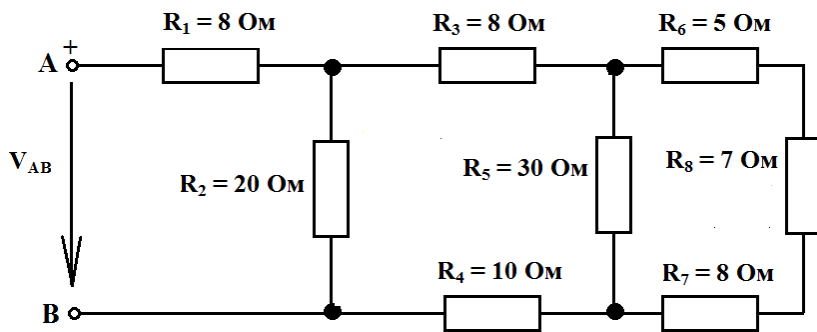 R₁ = 8 Ом
R₃ = 8 Ом
R₆ = 5 Ом
A
+
V_AB
R₂ = 20 Ом
R₅ = 30 Ом
R₈ = 7 Ом
R₄ = 10 Ом
R₇ = 8 Ом
B